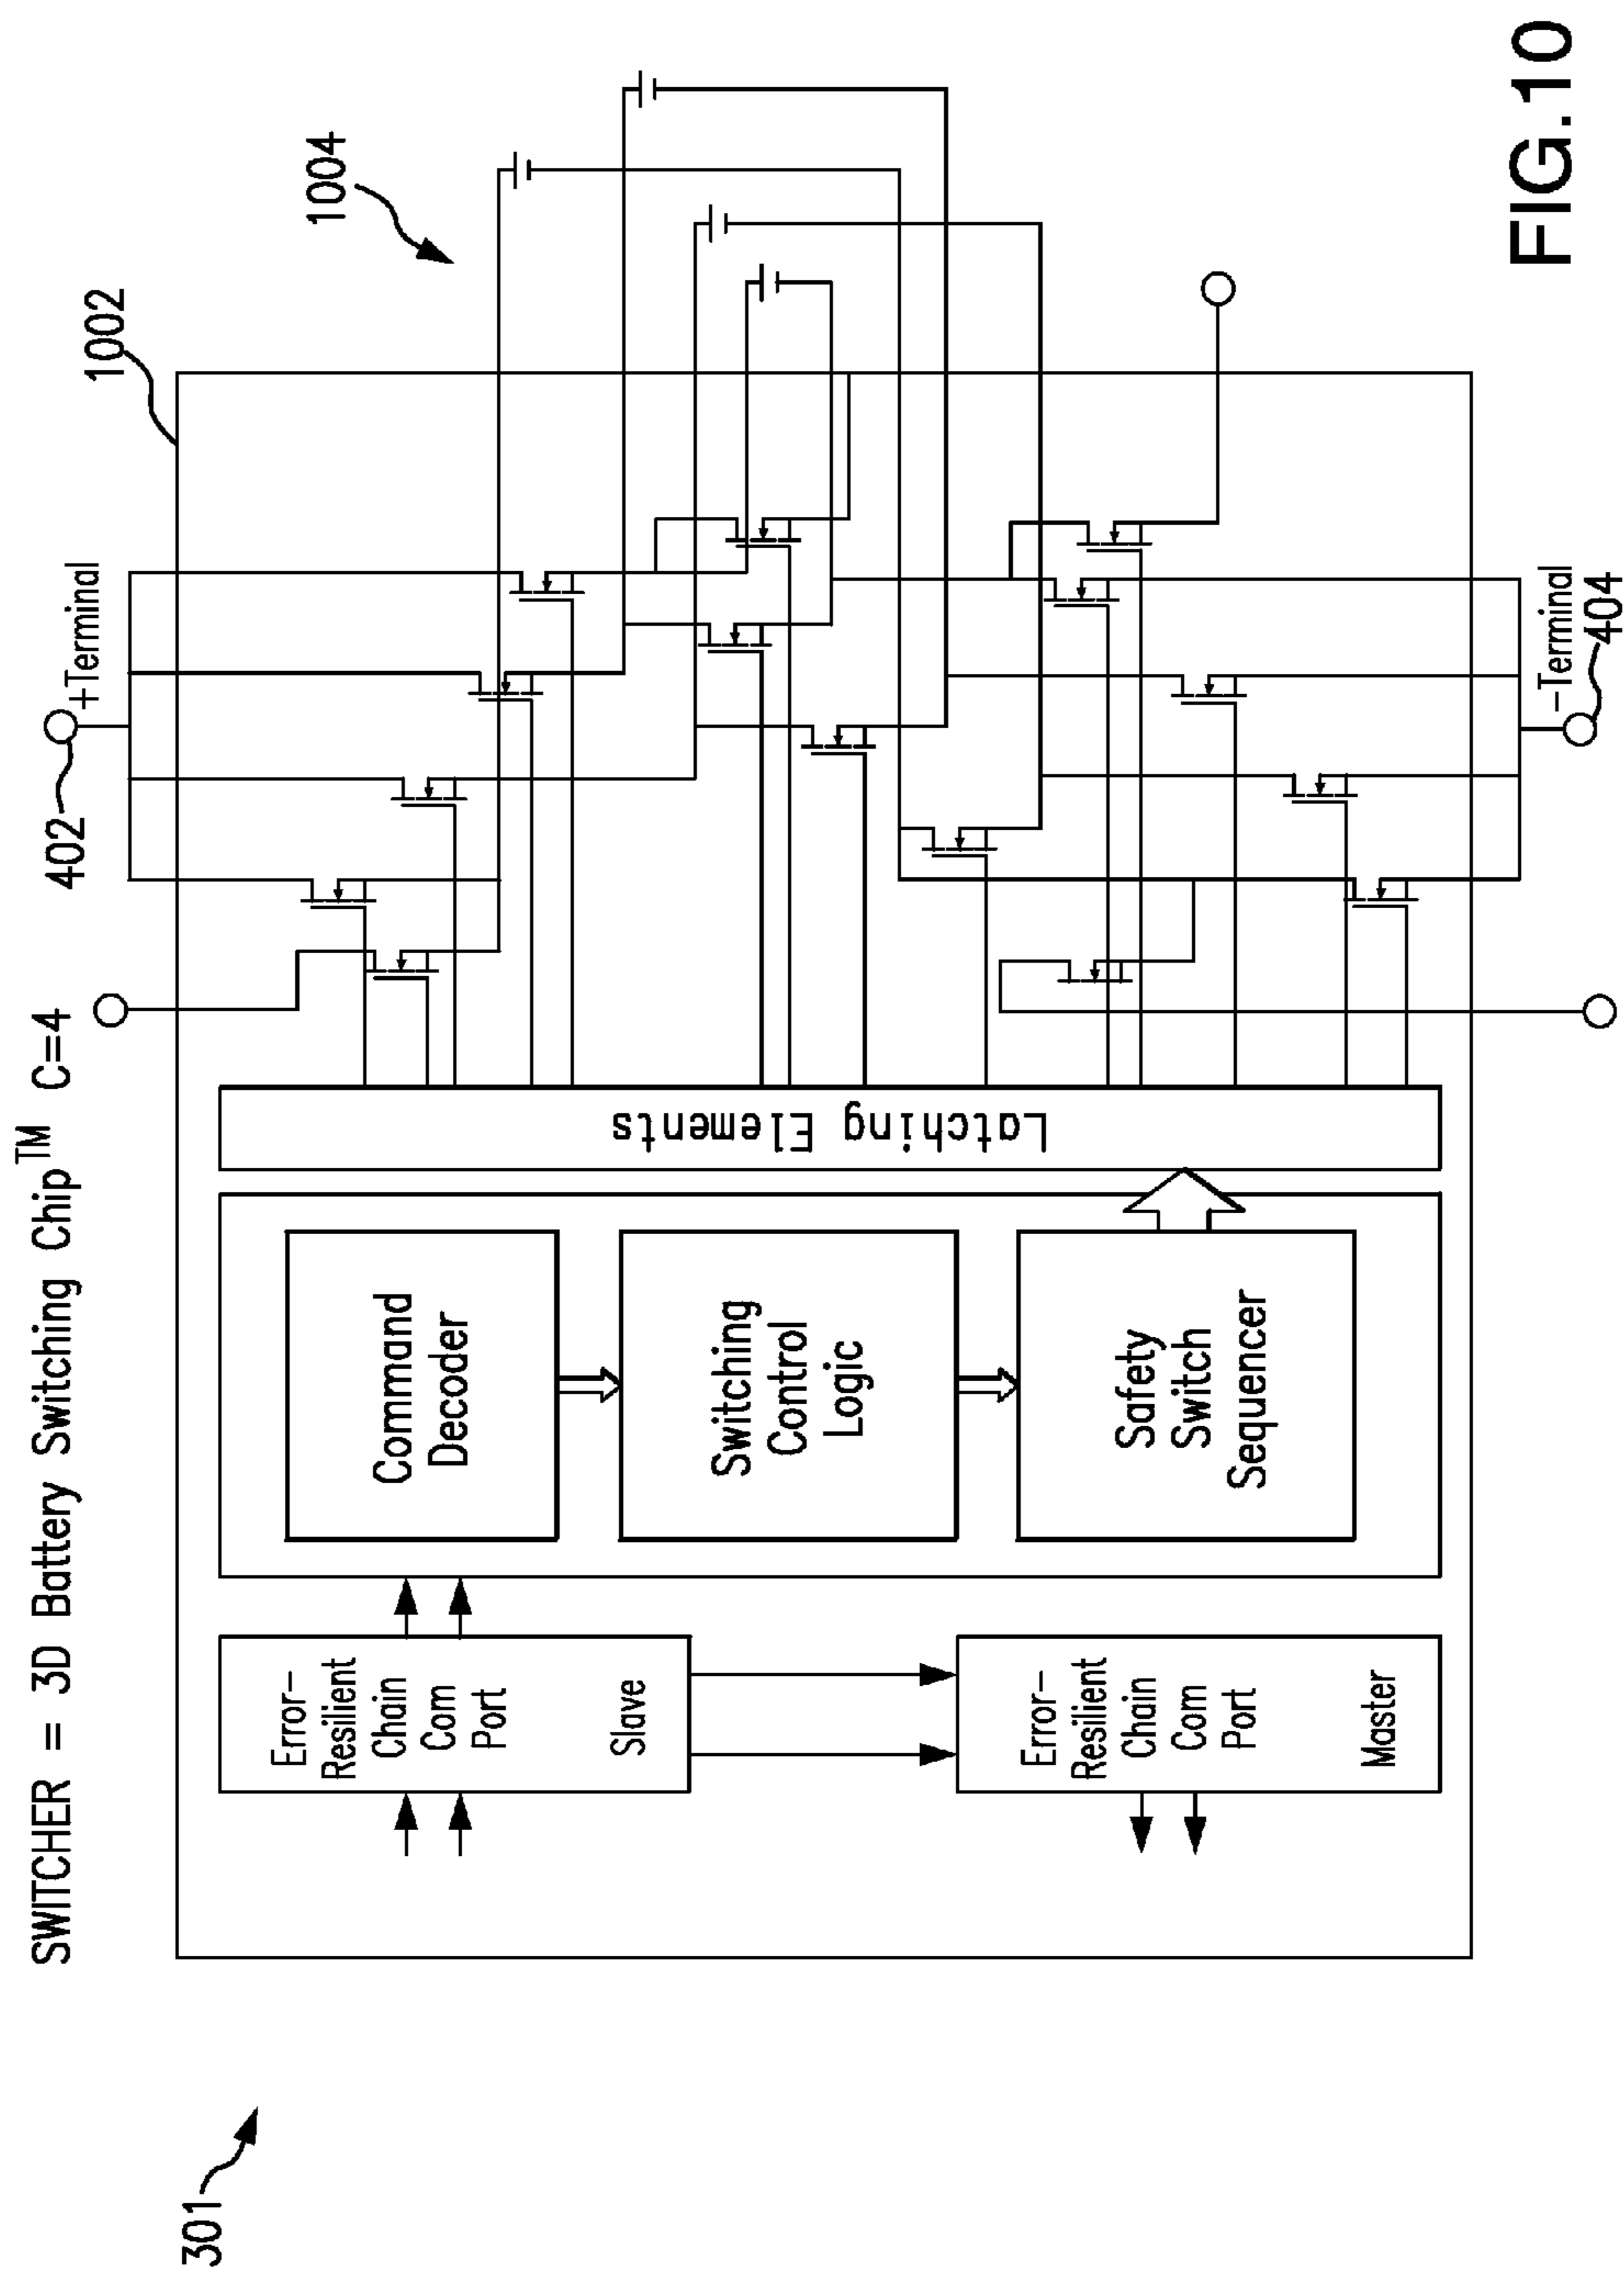 SWITCHER = 3D Battery Switching Chip™ C=4
301
402
+Terminal
1002
1004
Error-
Resilient
Chain
Com
Port
Slave
Command
Decoder
Switching
Control
Logic
Safety
Switch
Sequencer
Latching Elements
Error-
Resilient
Chain
Com
Port
Master
-Terminal
404
FIG.10